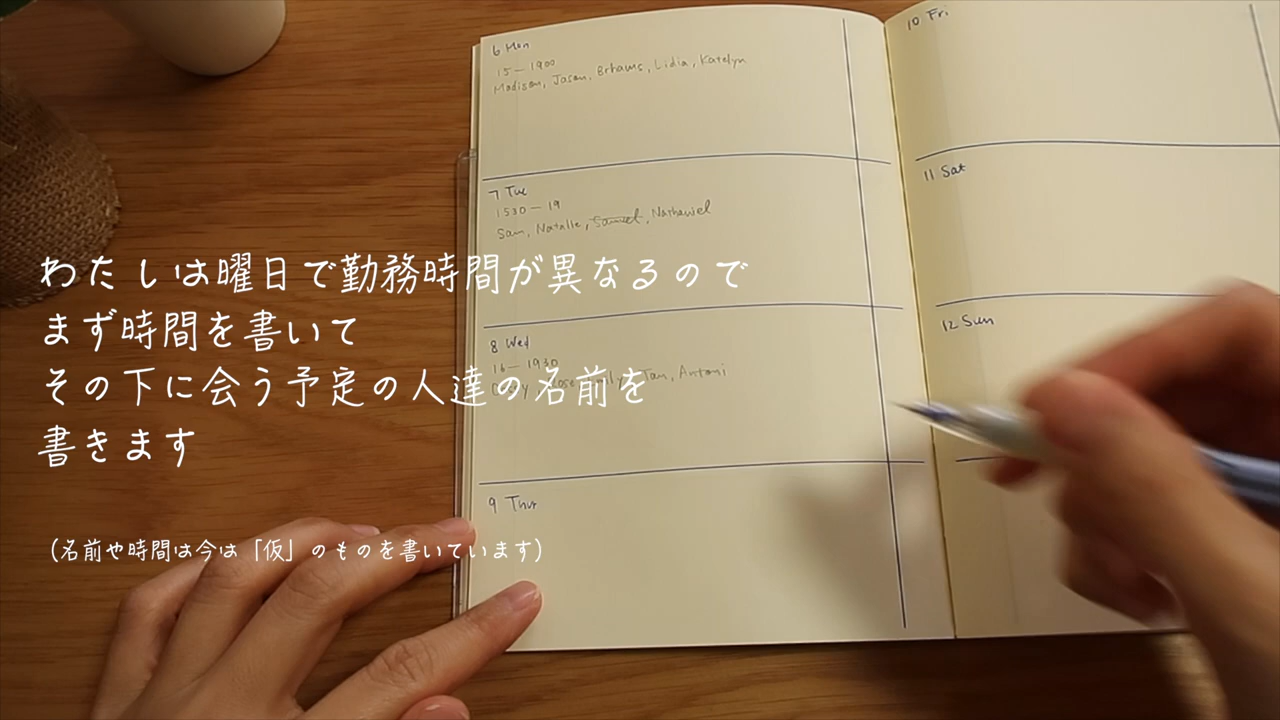 6 Mon
15 — 1900
Madison, Jason, Brhams, Lidia, Katelyn
7 Tue
1530 — 19
Sam, Natalie, Samuel, Nathaniel
8 Wed
16 — 1930
Tam, Antoni
9 Thur
10 Fri
11 Sat
12 Sun
わたしは曜日で勤務時間が異なるので
まず時間を書いて
その下に会う予定の人達の名前を
書きます
（名前や時間は今は「仮」のものを書いています）